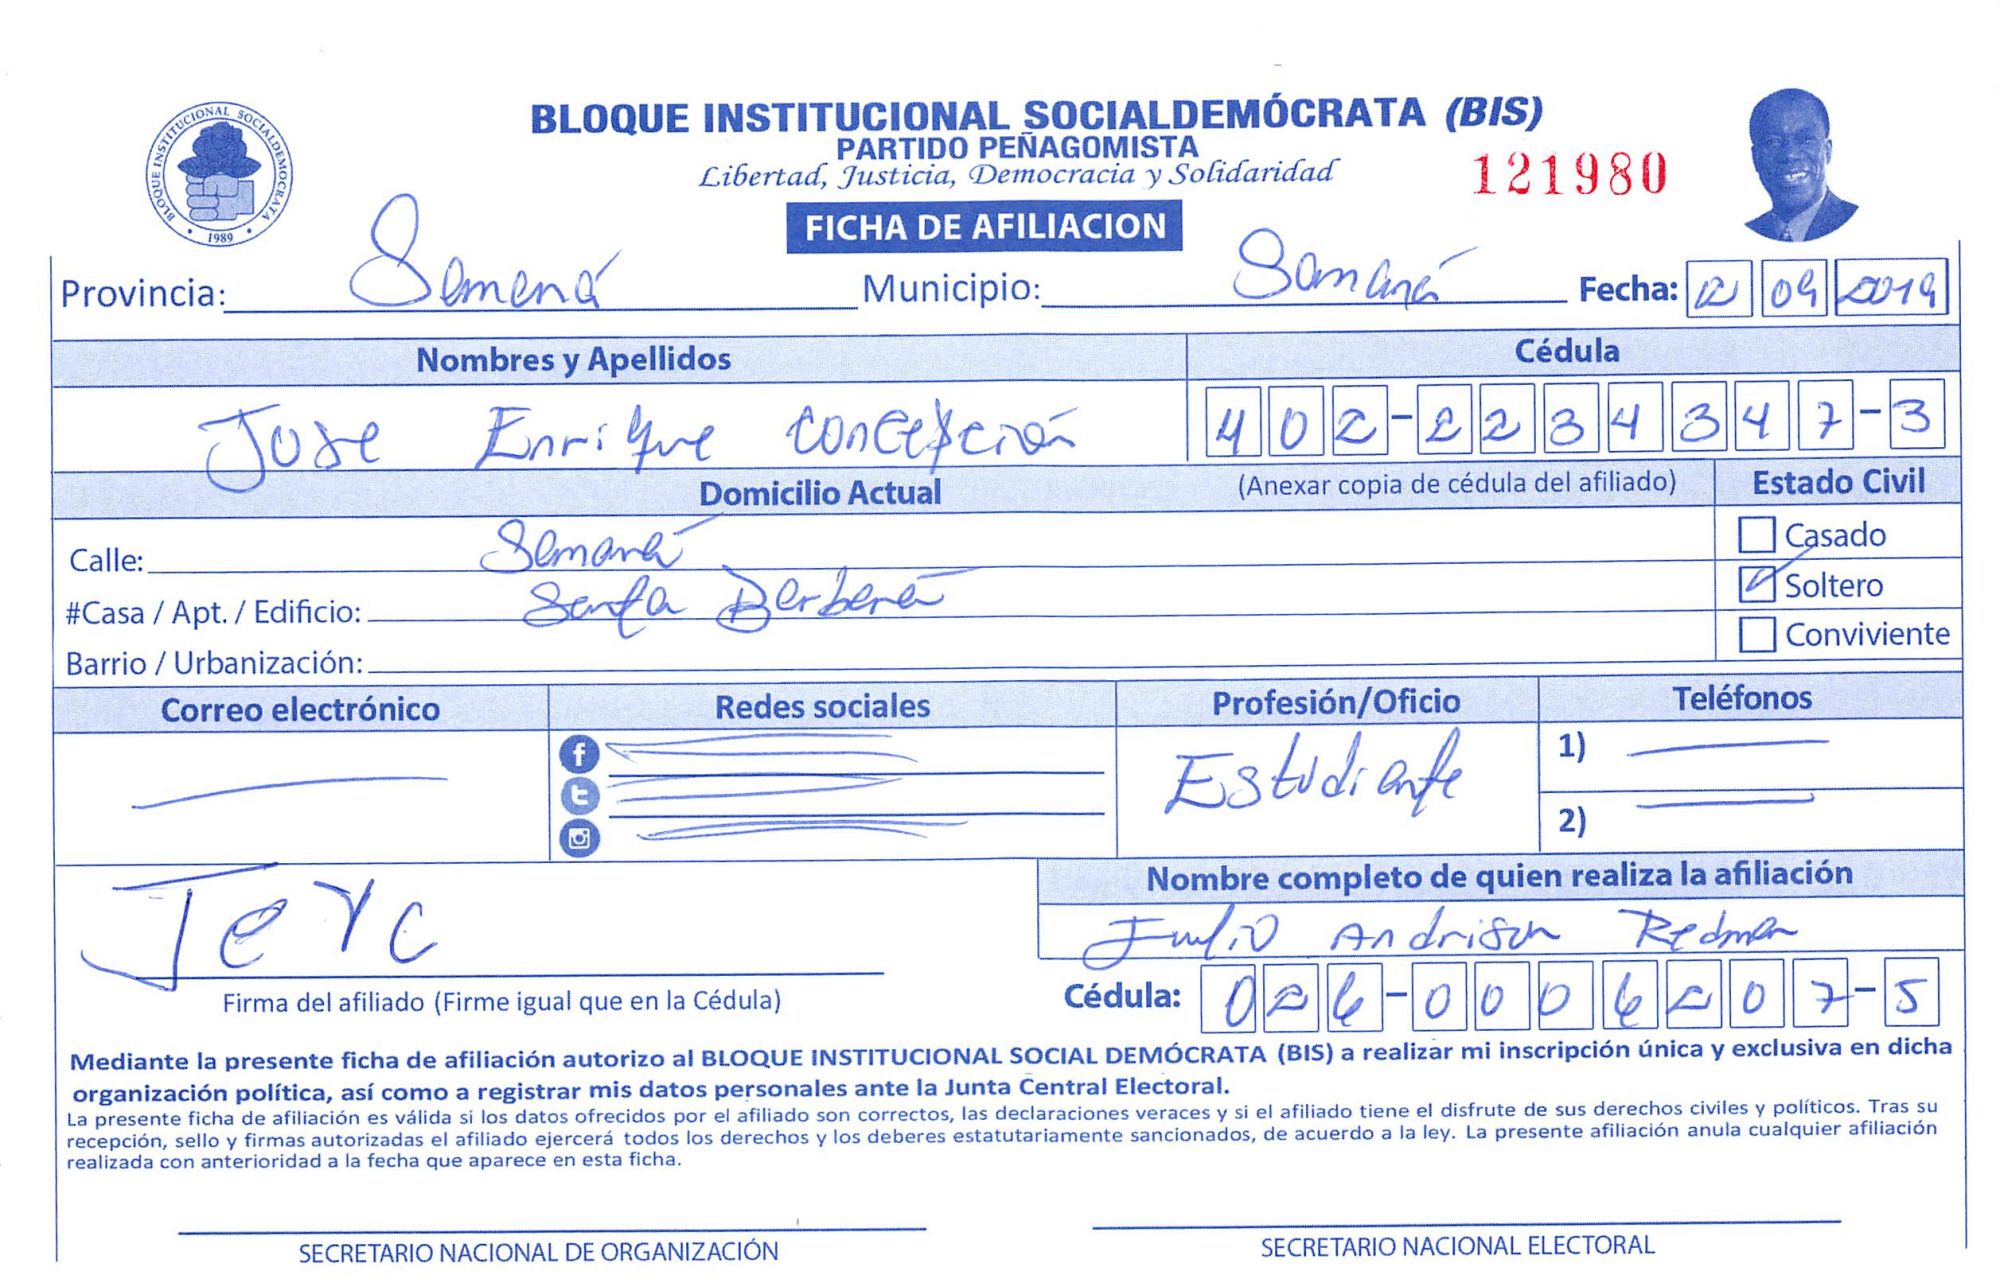 BLOQUE INSTITUCIONAL SOCIALDEMOCRATA
1989
BLOQUE INSTITUCIONAL SOCIALDEMÓCRATA (BIS)
PARTIDO PEÑAGOMISTA
Libertad, Justicia, Democracia y Solidaridad
121980
FICHA DE AFILIACION
Provincia: Samaná Municipio: Samaná Fecha: 12 09 2019
Nombres y Apellidos Cédula
Jose Enrique Concepción 402-2234347-3
Domicilio Actual (Anexar copia de cédula del afiliado) Estado Civil
Calle: Samaná Casado
#Casa / Apt. / Edificio: Santa Barbara Soltero
Barrio / Urbanización: Conviviente
Correo electrónico Redes sociales Profesión/Oficio Teléfonos
Estudiante 1)
2)
Nombre completo de quien realiza la afiliación
Julio Andrison Redman
Firma del afiliado (Firme igual que en la Cédula) Cédula: 026-0006207-5
Mediante la presente ficha de afiliación autorizo al BLOQUE INSTITUCIONAL SOCIAL DEMÓCRATA (BIS) a realizar mi inscripción única y exclusiva en dicha
organización política, así como a registrar mis datos personales ante la Junta Central Electoral.
La presente ficha de afiliación es válida si los datos ofrecidos por el afiliado son correctos, las declaraciones veraces y si el afiliado tiene el disfrute de sus derechos civiles y políticos. Tras su
recepción, sello y firmas autorizadas el afiliado ejercerá todos los derechos y los deberes estatutariamente sancionados, de acuerdo a la ley. La presente afiliación anula cualquier afiliación
realizada con anterioridad a la fecha que aparece en esta ficha.
SECRETARIO NACIONAL DE ORGANIZACIÓN SECRETARIO NACIONAL ELECTORAL